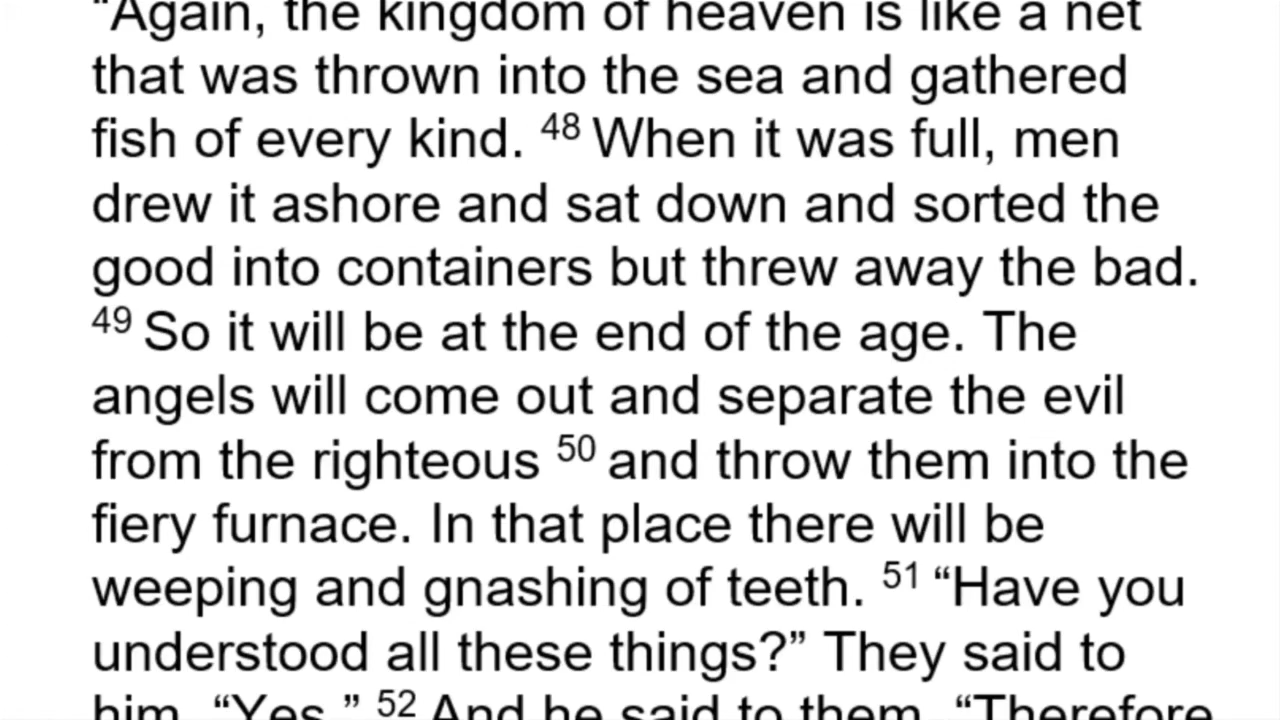 “Again, the kingdom of heaven is like a net
that was thrown into the sea and gathered
fish of every kind. 48 When it was full, men
drew it ashore and sat down and sorted the
good into containers but threw away the bad.
49 So it will be at the end of the age. The
angels will come out and separate the evil
from the righteous 50 and throw them into the
fiery furnace. In that place there will be
weeping and gnashing of teeth. 51 “Have you
understood all these things?” They said to
him, “Yes.” 52 And he said to them, “Therefore